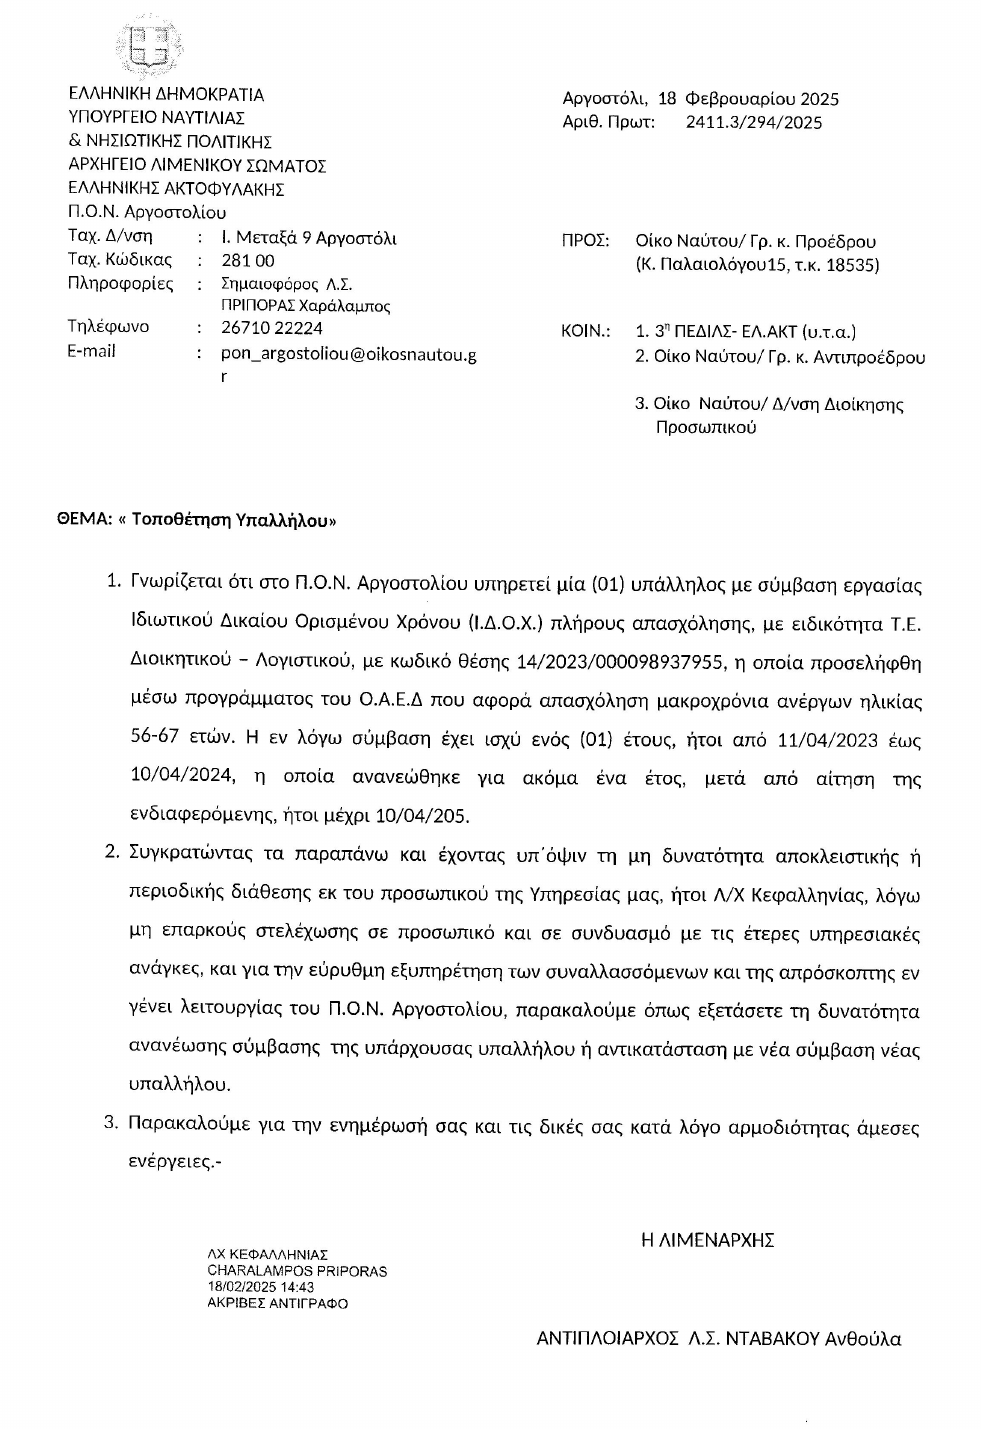 ΕΛΛΗΝΙΚΗ ΔΗΜΟΚΡΑΤΙΑ
ΥΠΟΥΡΓΕΙΟ ΝΑΥΤΙΛΙΑΣ
& ΝΗΣΙΩΤΙΚΗΣ ΠΟΛΙΤΙΚΗΣ
ΑΡΧΗΓΕΙΟ ΛΙΜΕΝΙΚΟΥ ΣΩΜΑΤΟΣ
ΕΛΛΗΝΙΚΗΣ ΑΚΤΟΦΥΛΑΚΗΣ
Π.Ο.Ν. Αργοστολίου
Ταχ. Δ/νση : Ι. Μεταξά 9 Αργοστόλι
Ταχ. Κώδικας : 281 00
Πληροφορίες : Σημαιοφόρος Λ.Σ.
ΠΡΙΠΟΡΑΣ Χαράλαμπος
Τηλέφωνο : 26710 22224
E-mail : pon_argostoliou@oikosnautou.g
r
Αργοστόλι, 18 Φεβρουαρίου 2025
Αριθ. Πρωτ: 2411.3/294/2025
ΠΡΟΣ: Οίκο Ναύτου/ Γρ. κ. Προέδρου
(Κ. Παλαιολόγου15, τ.κ. 18535)
ΚΟΙΝ.: 1. 3η ΠΕΔΙΛΣ- ΕΛ.ΑΚΤ (υ.τ.α.)
2. Οίκο Ναύτου/ Γρ. κ. Αντιπροέδρου
3. Οίκο Ναύτου/ Δ/νση Διοίκησης
Προσωπικού
ΘΕΜΑ: « Τοποθέτηση Υπαλλήλου»
1. Γνωρίζεται ότι στο Π.Ο.Ν. Αργοστολίου υπηρετεί μία (01) υπάλληλος με σύμβαση εργασίας
Ιδιωτικού Δικαίου Ορισμένου Χρόνου (Ι.Δ.Ο.Χ.) πλήρους απασχόλησης, με ειδικότητα Τ.Ε.
Διοικητικού – Λογιστικού, με κωδικό θέσης 14/2023/000098937955, η οποία προσελήφθη
μέσω προγράμματος του Ο.Α.Ε.Δ που αφορά απασχόληση μακροχρόνια ανέργων ηλικίας
56-67 ετών. Η εν λόγω σύμβαση έχει ισχύ ενός (01) έτους, ήτοι από 11/04/2023 έως
10/04/2024, η οποία ανανεώθηκε για ακόμα ένα έτος, μετά από αίτηση της
ενδιαφερόμενης, ήτοι μέχρι 10/04/205.
2. Συγκρατώντας τα παραπάνω και έχοντας υπ΄όψιν τη μη δυνατότητα αποκλειστικής ή
περιοδικής διάθεσης εκ του προσωπικού της Υπηρεσίας μας, ήτοι Λ/Χ Κεφαλληνίας, λόγω
μη επαρκούς στελέχωσης σε προσωπικό και σε συνδυασμό με τις έτερες υπηρεσιακές
ανάγκες, και για την εύρυθμη εξυπηρέτηση των συναλλασσόμενων και της απρόσκοπτης εν
γένει λειτουργίας του Π.Ο.Ν. Αργοστολίου, παρακαλούμε όπως εξετάσετε τη δυνατότητα
ανανέωσης σύμβασης της υπάρχουσας υπαλλήλου ή αντικατάσταση με νέα σύμβαση νέας
υπαλλήλου.
3. Παρακαλούμε για την ενημέρωσή σας και τις δικές σας κατά λόγο αρμοδιότητας άμεσες
ενέργειες.-
Η ΛΙΜΕΝΑΡΧΗΣ
ΛΧ ΚΕΦΑΛΛΗΝΙΑΣ
CHARALAMPOS PRIPORAS
18/02/2025 14:43
ΑΚΡΙΒΕΣ ΑΝΤΙΓΡΑΦΟ
ΑΝΤΙΠΛΟΙΑΡΧΟΣ Λ.Σ. ΝΤΑΒΑΚΟΥ Ανθούλα